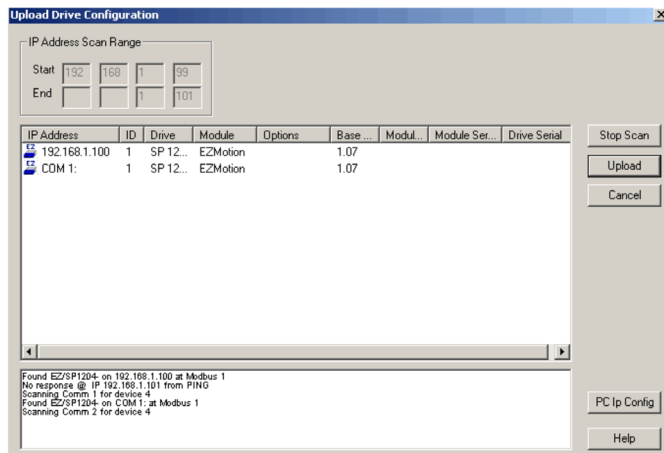 Upload Drive Configuration
IP Address Scan Range
Start 192 168 1 99
End 1 101
IP Address ID Drive Module Options Base ... Modul... Module Ser... Drive Serial
192.168.1.100 1 SP 12... EZMotion 1.07
COM 1: 1 SP 12... EZMotion 1.07
Stop Scan
Upload
Cancel
Found EZ/SP1204- on 192.168.1.100 at Modbus 1
No response @ IP 192.168.1.101 from PING
Scanning Comm 1 for device 4
Found EZ/SP1204- on COM 1: at Modbus 1
Scanning Comm 2 for device 4
PC Ip Config
Help